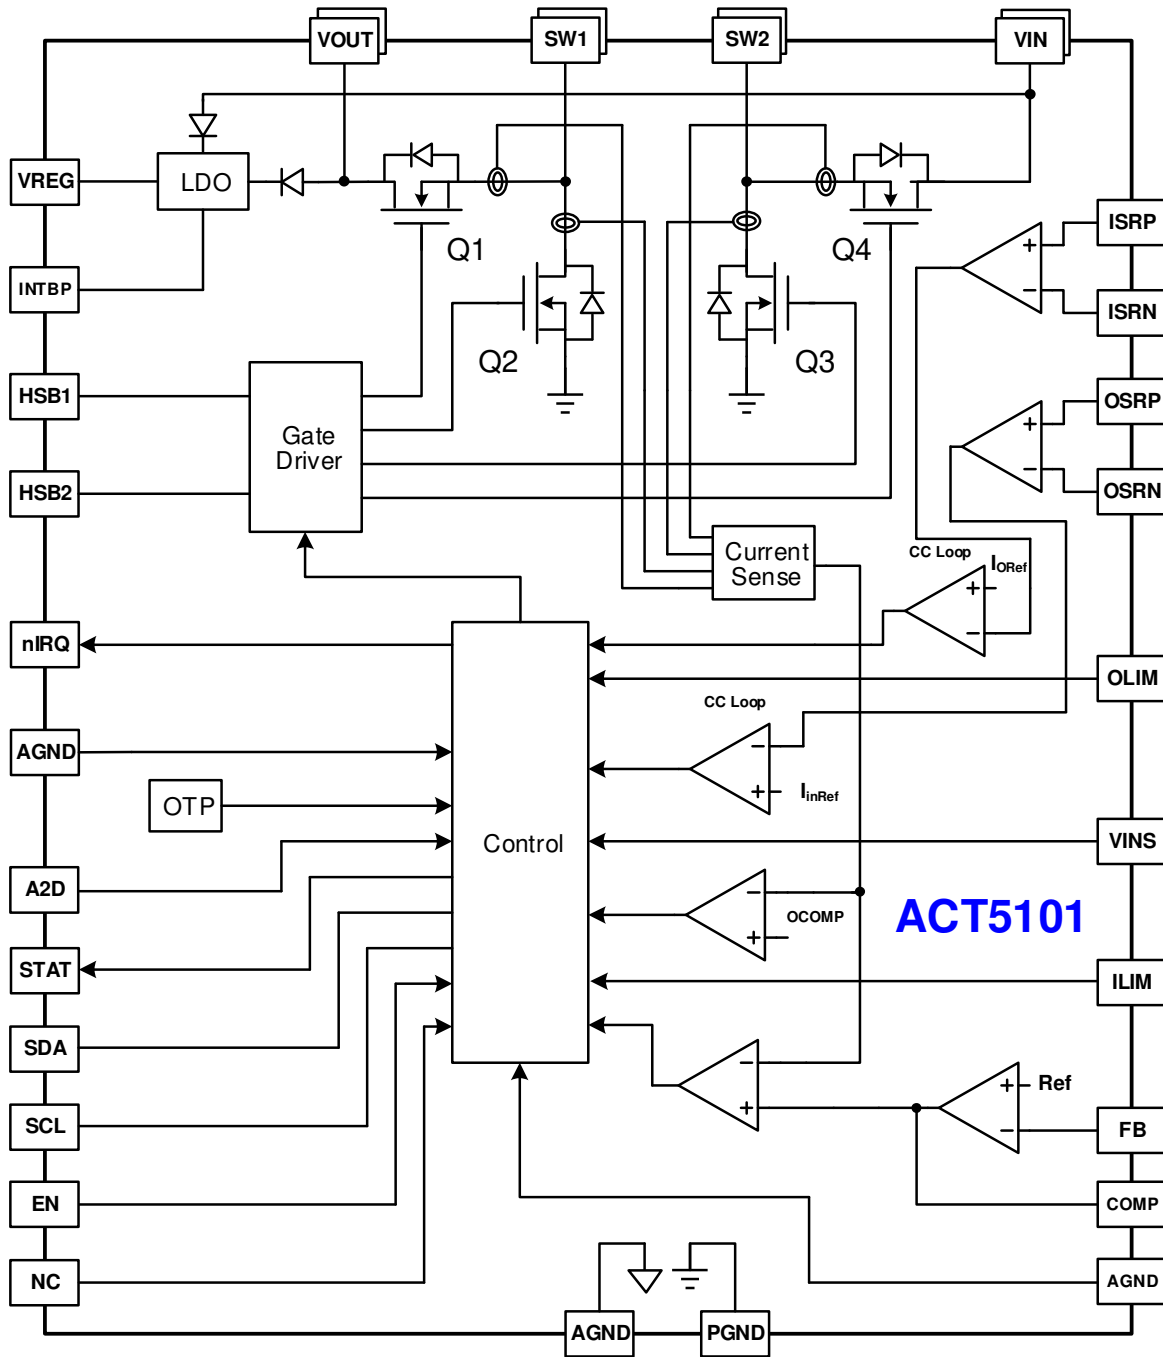 VOUT
SW1
SW2
VIN
VREG
LDO
Q1
Q4
ISRP
+
−
INTBP
ISRN
Q2
Q3
HSB1
OSRP
+
−
Gate
Driver
HSB2
OSRN
Current
Sense
CC Loop
IORef
+
−
nIRQ
OLIM
CC Loop
−
+
IinRef
AGND
OTP
Control
VINS
A2D
−
OCOMP
+
ACT5101
STAT
ILIM
SDA
−
+
+
Ref
−
SCL
FB
EN
COMP
NC
AGND
AGND
PGND